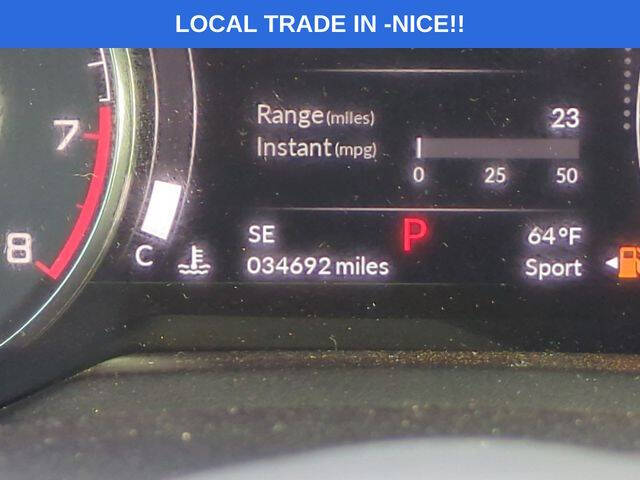 LOCAL TRADE IN -NICE!!
Range (miles) 23
Instant (mpg)
0 25 50
7
8
C
SE P 64°F
034692 miles Sport